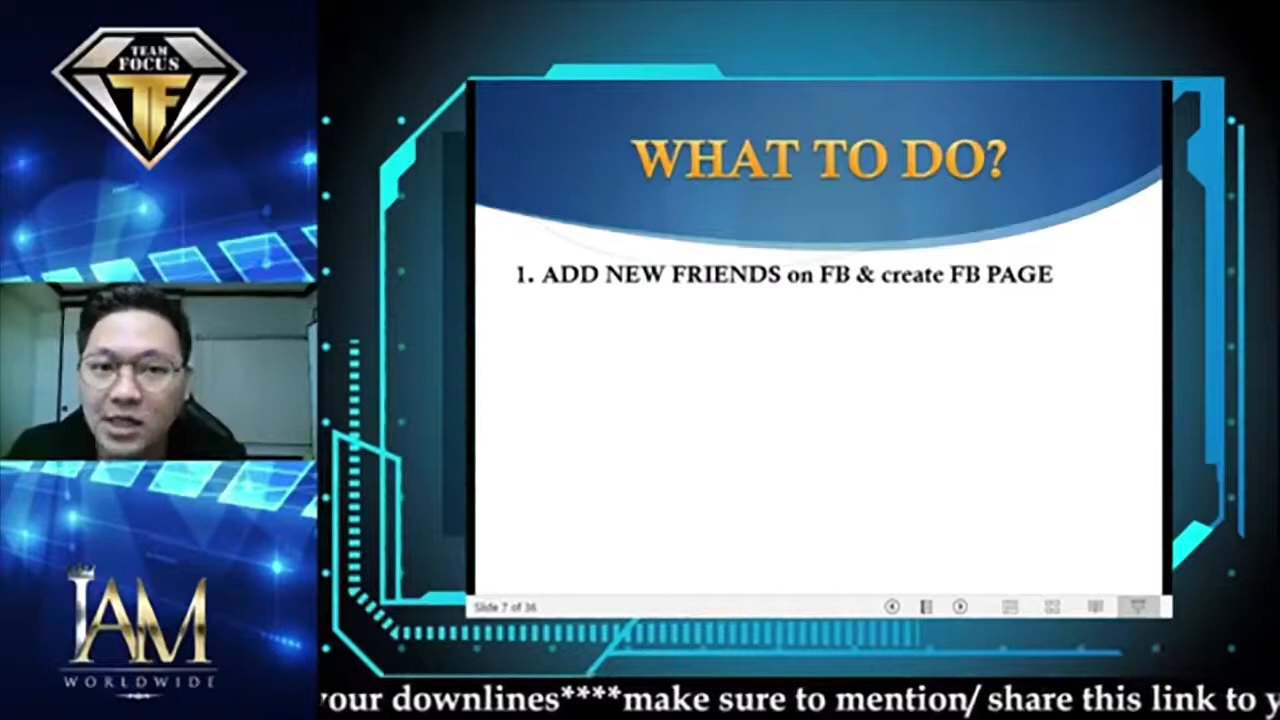 TEAM
FOCUS
TF
WHAT TO DO?
1. ADD NEW FRIENDS on FB & create FB PAGE
IAM
WORLDWIDE
Slide 7 of 36
your downlines****make sure to mention/ share this link to y